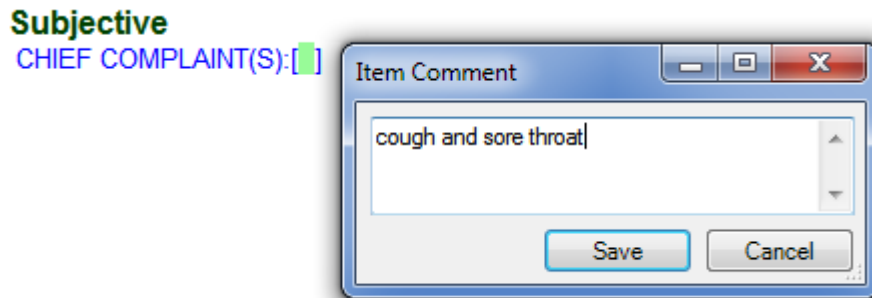 Subjective
CHIEF COMPLAINT(S):[ ]
Item Comment
cough and sore throat
Save Cancel